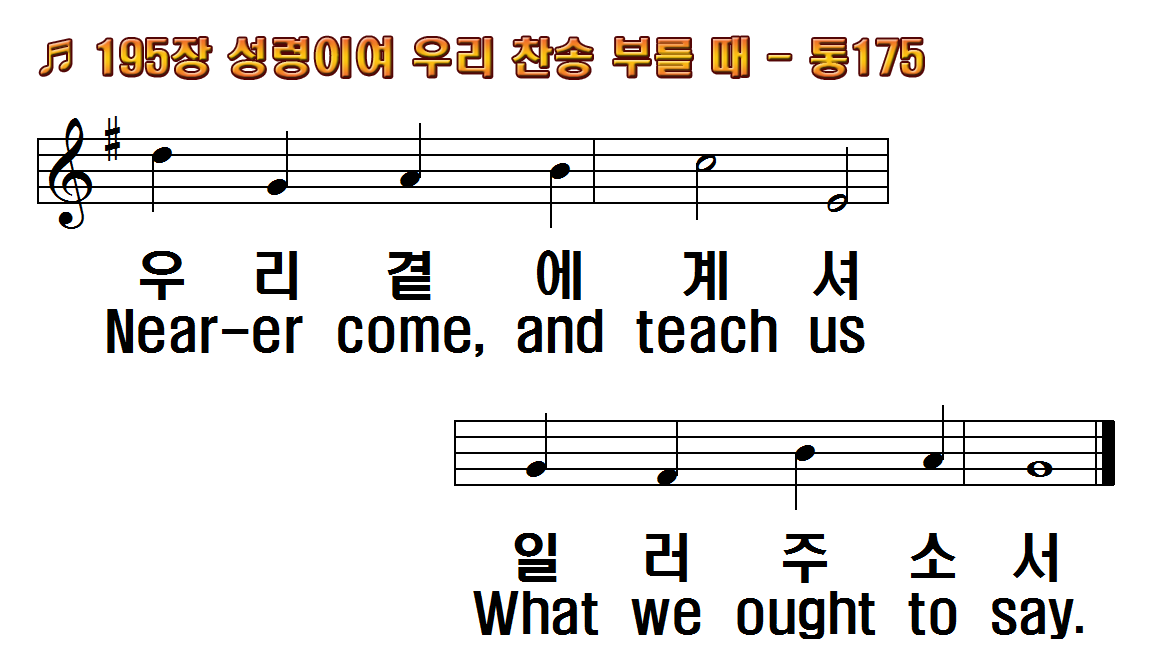 ♬ 195장 성령이여 우리 찬송 부를 때 - 통175
우 리 곁 에 계 셔
Near-er come, and teach us
일 러 주 소 서
What we ought to say.